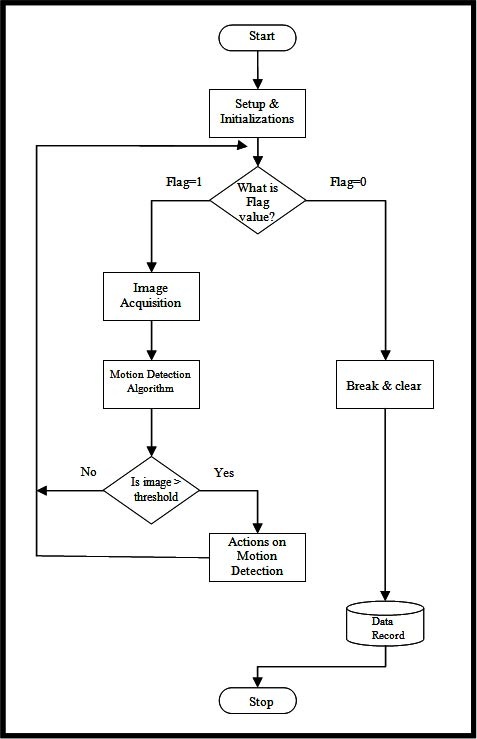 Start
Setup &
Initializations
Flag=1
Flag=0
What is
Flag
value?
Image
Acquisition
Motion Detection
Algorithm
Break & clear
No
Yes
Is image >
threshold
Actions on
Motion
Detection
Data
Record
Stop